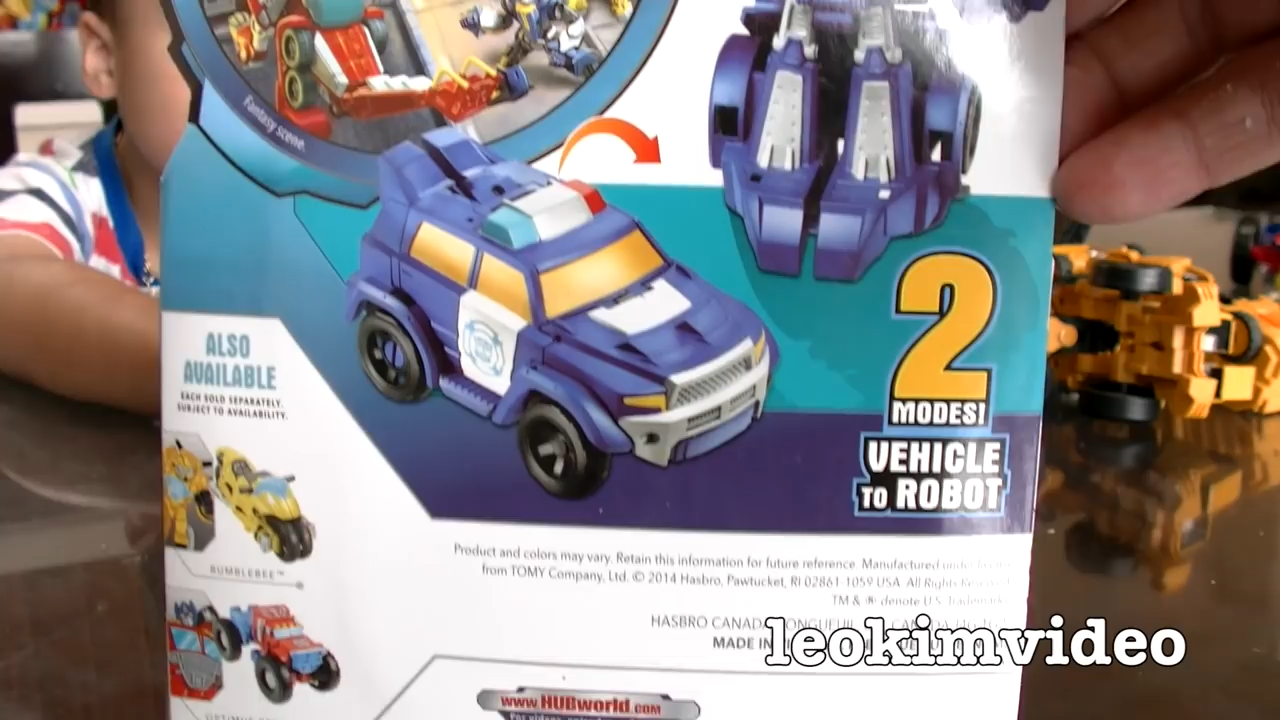 Fantasy scene.
2
MODES!
VEHICLE
TO ROBOT
ALSO
AVAILABLE
EACH SOLD SEPARATELY.
SUBJECT TO AVAILABILITY.
BUMBLEBEE™
Product and colors may vary. Retain this information for future reference. Manufactured under
from TOMY Company, Ltd. © 2014 Hasbro, Pawtucket, RI 02861-1059 USA. All Rights Reserved.
TM & ® denote U.S. Trademarks
HASBRO CANADA
MADE IN
leokimvideo
www.HUBworld.com